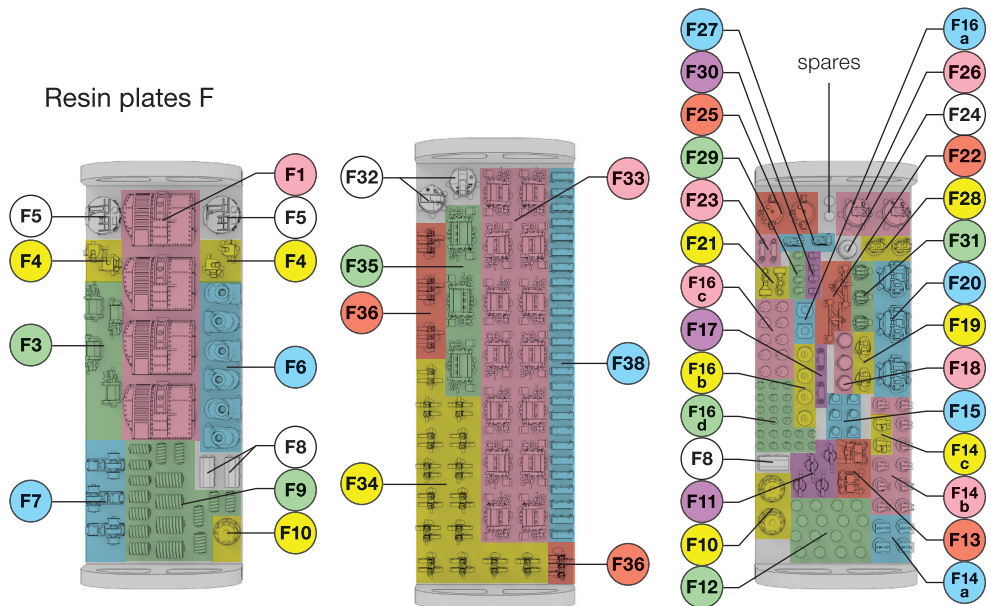 Resin plates F
F1
F5
F5
F4
F4
F3
F6
F8
F7
F9
F10
F32
F33
F35
F36
F38
F34
F36
spares
F27
F30
F25
F29
F23
F21
F16
c
F17
F16
b
F16
d
F8
F11
F10
F12
F16
a
F26
F24
F22
F28
F31
F20
F19
F18
F15
F14
c
F14
b
F13
F14
a